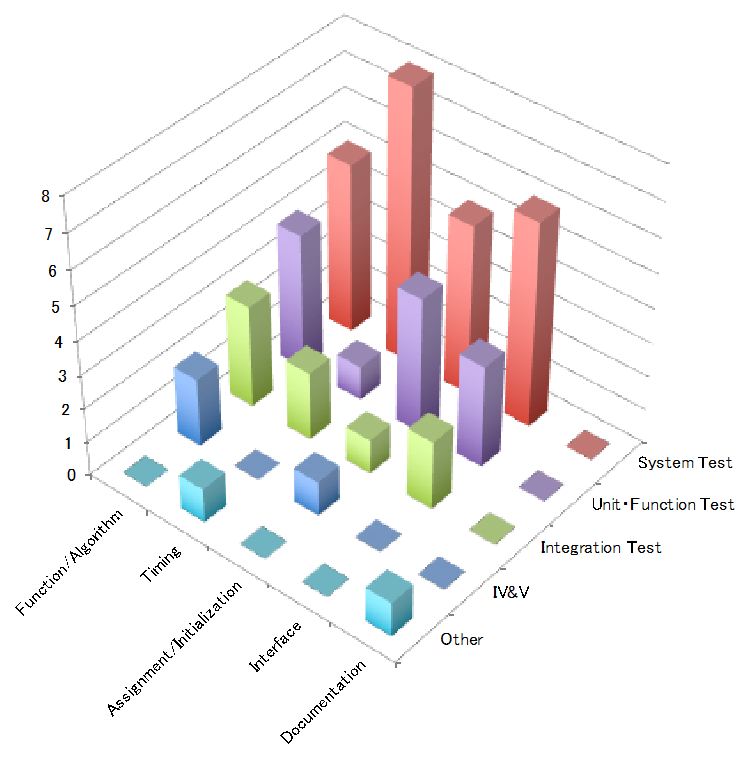 8
7
6
5
4
3
2
1
0
Function/Algorithm
Timing
Assignment/Initialization
Interface
Documentation
System Test
Unit・Function Test
Integration Test
IV&V
Other